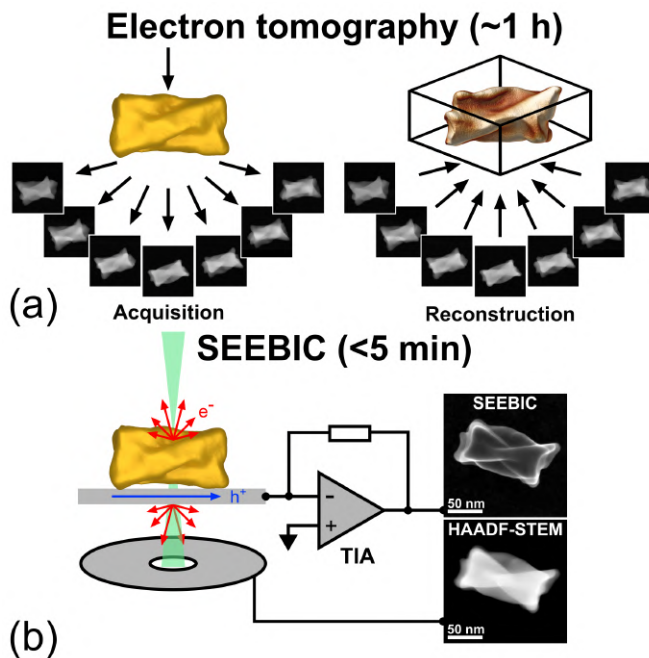 Electron tomography (~1 h)
Acquisition
Reconstruction
(a)
SEEBIC (<5 min)
e⁻
h⁺
−
+
TIA
SEEBIC
50 nm
HAADF-STEM
50 nm
(b)